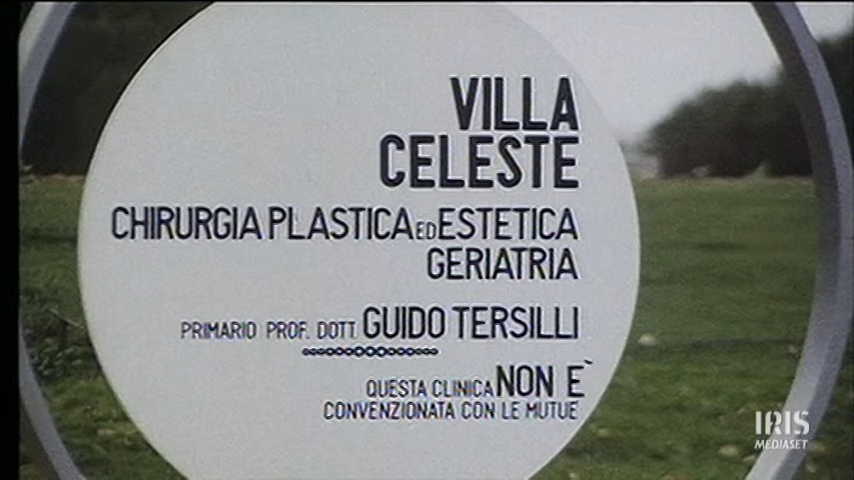 VILLA
CELESTE
CHIRURGIA PLASTICA ED ESTETICA
GERIATRIA
PRIMARIO PROF. DOTT. GUIDO TERSILLI
QUESTA CLINICA NON E`
CONVENZIONATA CON LE MUTUE
IRIS
MEDIASET